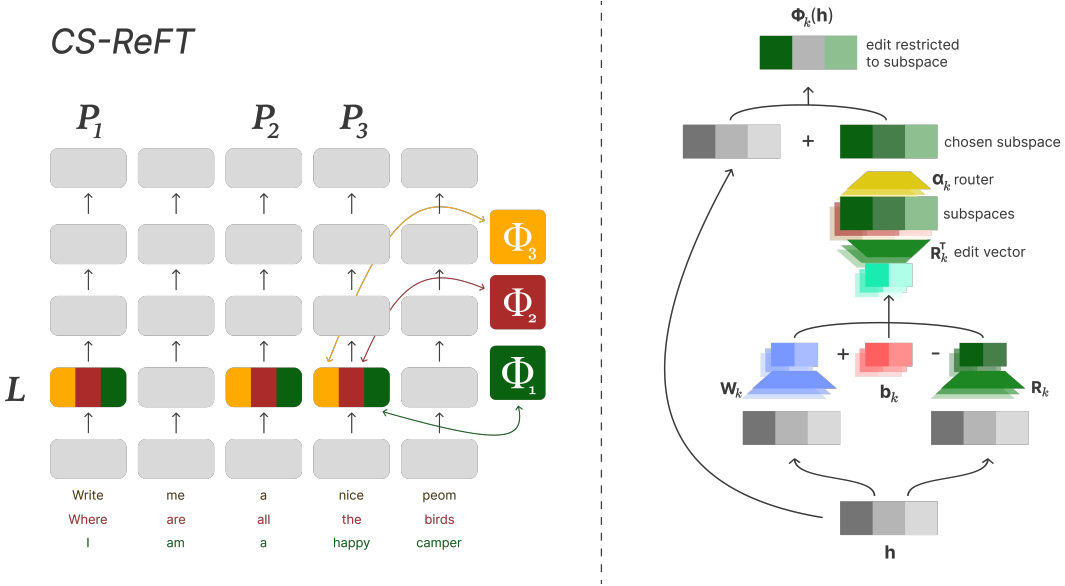 CS-ReFT
P1 P2 P3
Φ3
Φ2
L
Φ1
Write me a nice peom
Where are all the birds
I am a happy camper
Φk(h)
edit restricted
to subspace
+
chosen subspace
αk router
subspaces
RkT edit vector
+ -
Wk bk Rk
h